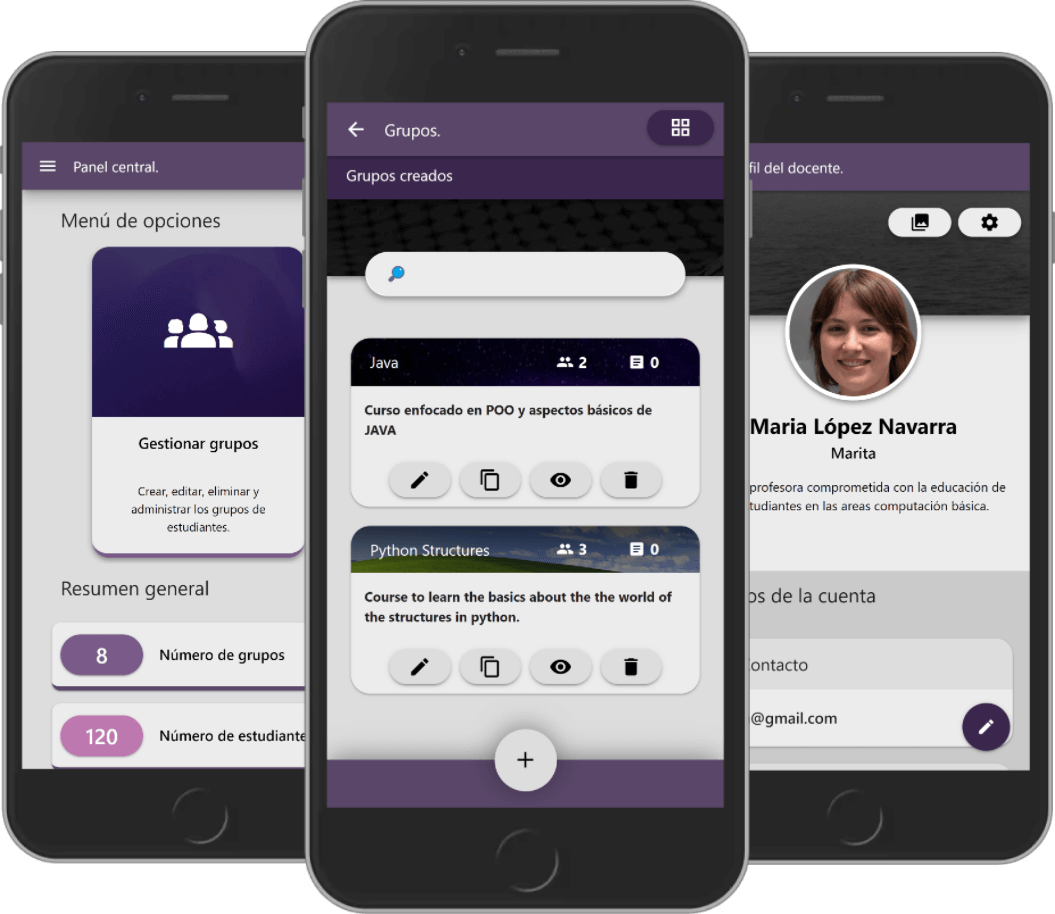 Panel central.
Menú de opciones
Gestionar grupos
Crear, editar, eliminar y
administrar los grupos de
estudiantes.
Resumen general
8 Número de grupos
120 Número de estudiante
Grupos.
Grupos creados
Java 2 0
Curso enfocado en POO y aspectos básicos de
JAVA
Python Structures 3 0
Course to learn the basics about the the world of
the structures in python.
+
fil del docente.
Maria López Navarra
Marita
profesora comprometida con la educación de
tudiantes en las areas computación básica.
os de la cuenta
ontacto
@gmail.com